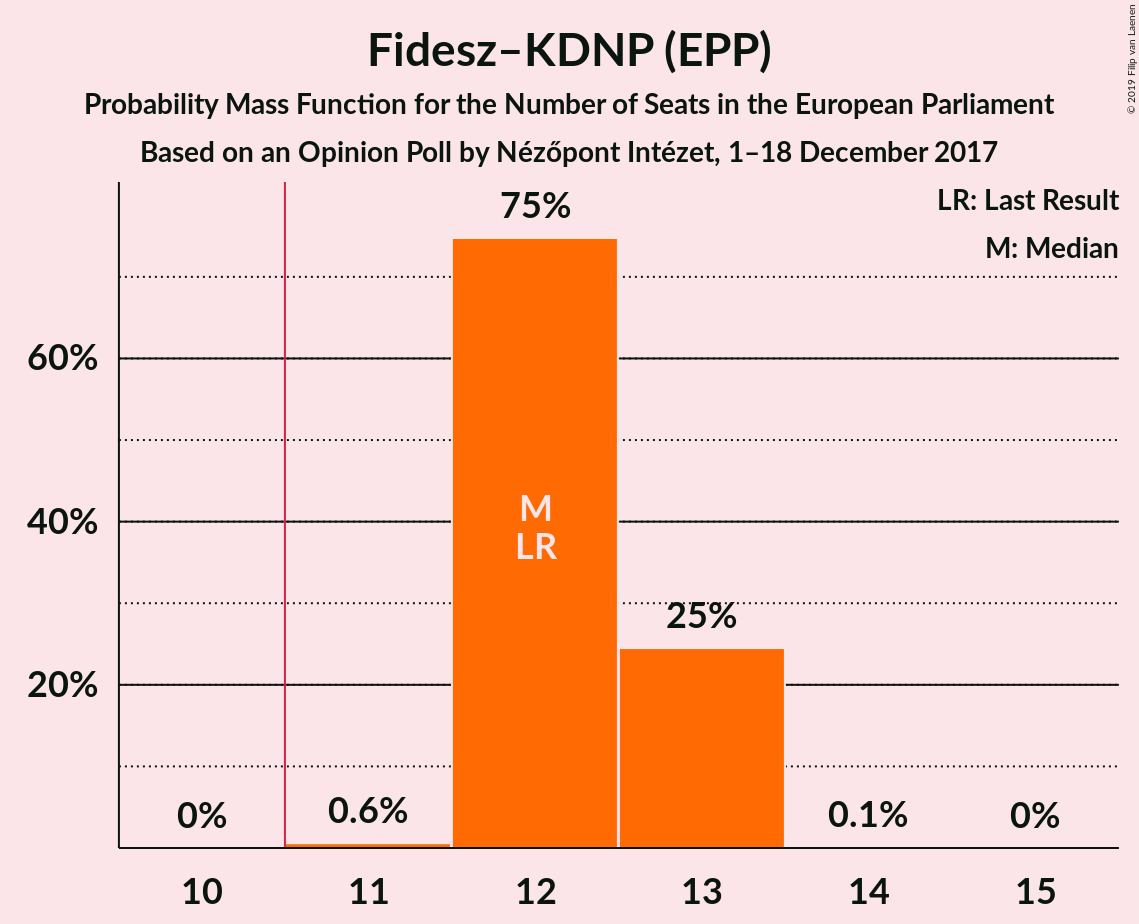 Fidesz–KDNP (EPP)
Probability Mass Function for the Number of Seats in the European Parliament
Based on an Opinion Poll by Nézőpont Intézet, 1–18 December 2017
© 2019 Filip van Laenen
LR: Last Result
M: Median
75%
60%
40%
M
LR
25%
20%
0%
0.6%
0.1%
0%
10
11
12
13
14
15